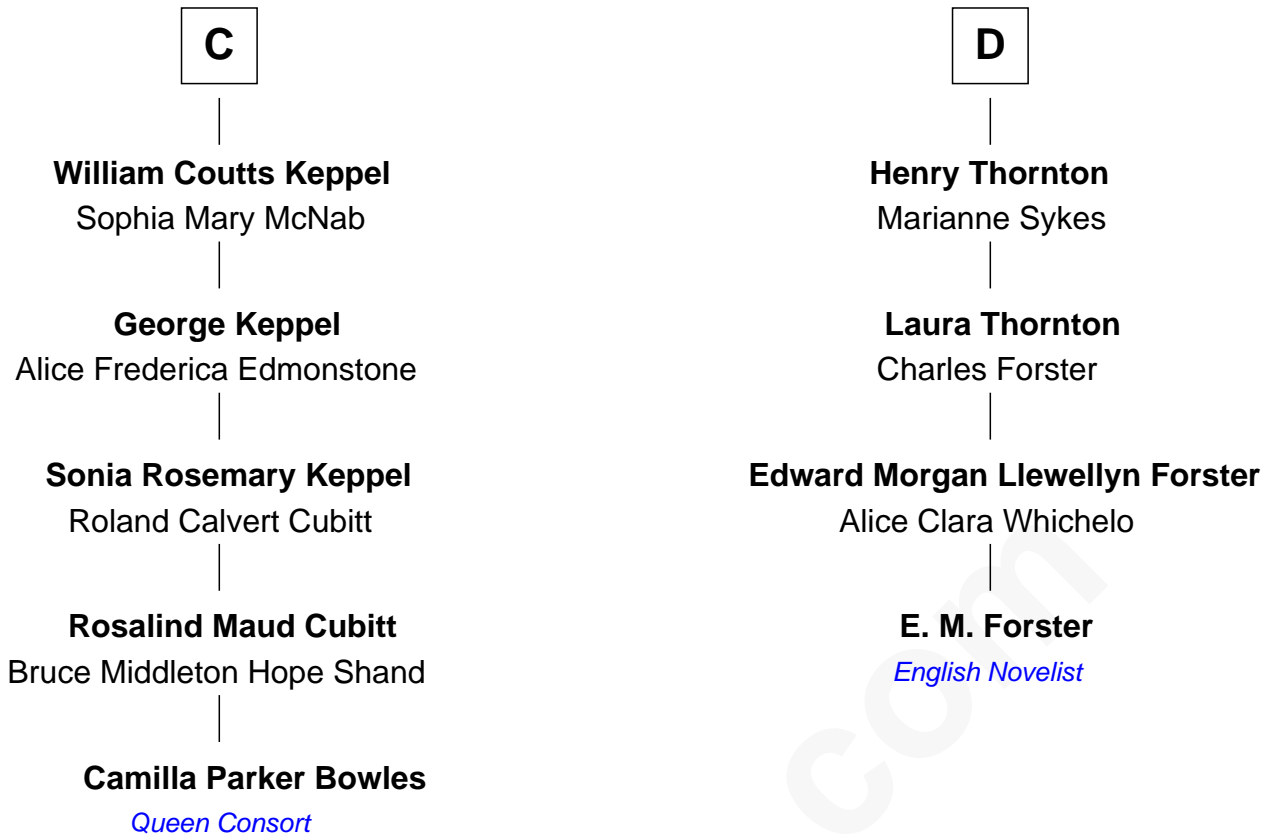 C
William Coutts Keppel
Sophia Mary McNab
George Keppel
Alice Frederica Edmonstone
Sonia Rosemary Keppel
Roland Calvert Cubitt
Rosalind Maud Cubitt
Bruce Middleton Hope Shand
Camilla Parker Bowles
Queen Consort
D
Henry Thornton
Marianne Sykes
Laura Thornton
Charles Forster
Edward Morgan Llewellyn Forster
Alice Clara Whichelo
E. M. Forster
English Novelist
com